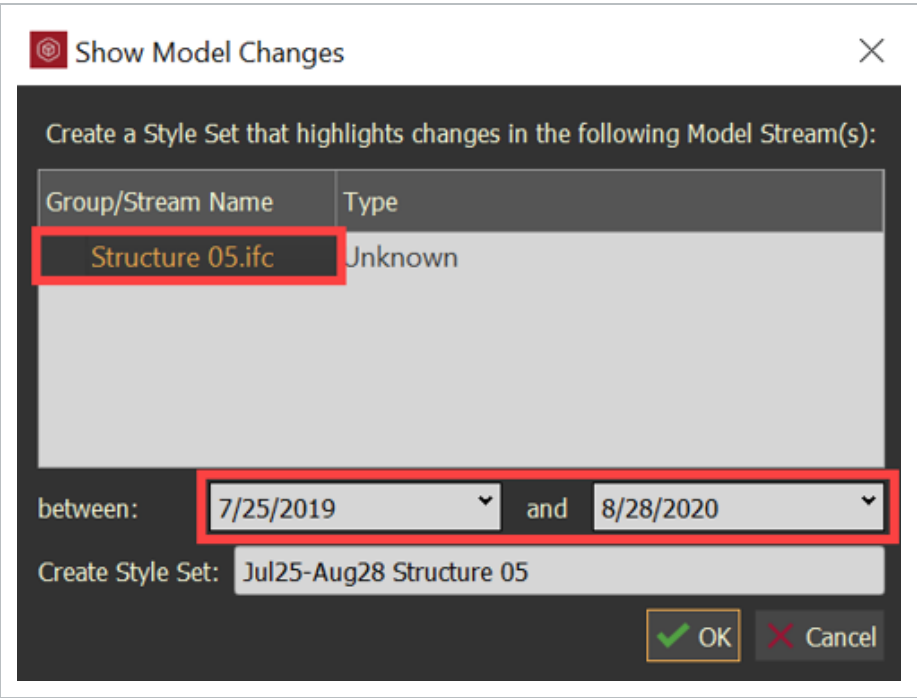 Show Model Changes
Create a Style Set that highlights changes in the following Model Stream(s):
Group/Stream Name Type
Structure 05.ifc Unknown
between: 7/25/2019 and 8/28/2020
Create Style Set: Jul25-Aug28 Structure 05
OK Cancel